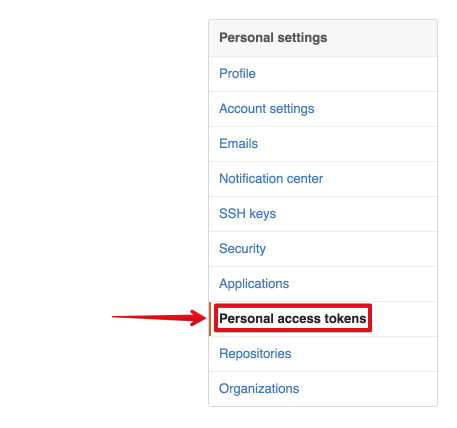 Personal settings
Profile
Account settings
Emails
Notification center
SSH keys
Security
Applications
Personal access tokens
Repositories
Organizations